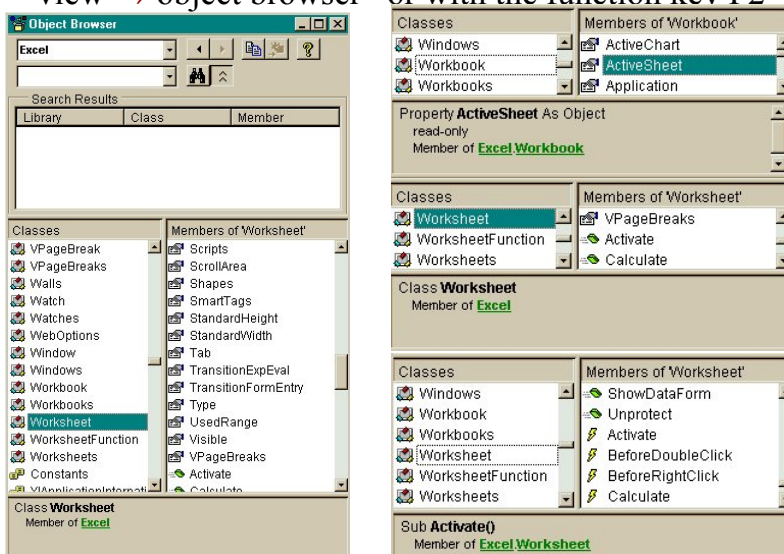 view → object browser" or with the function key F2
Object Browser
Excel
Search Results
Library Class Member
Classes
VPageBreak
VPageBreaks
Walls
Watch
Watches
WebOptions
Window
Windows
Workbook
Workbooks
Worksheet
WorksheetFunction
Worksheets
Constants
Members of 'Worksheet'
Scripts
ScrollArea
Shapes
SmartTags
StandardHeight
StandardWidth
Tab
TransitionExpEval
TransitionFormEntry
Type
UsedRange
Visible
VPageBreaks
Activate
Calculate
Class Worksheet
Member of Excel
Classes
Windows
Workbook
Workbooks
Members of 'Workbook'
ActiveChart
ActiveSheet
Application
Property ActiveSheet As Object
read-only
Member of Excel.Workbook
Classes
Worksheet
WorksheetFunction
Worksheets
Members of 'Worksheet'
VPageBreaks
Activate
Calculate
Class Worksheet
Member of Excel
Classes
Windows
Workbook
Workbooks
Worksheet
WorksheetFunction
Worksheets
Members of 'Worksheet'
ShowDataForm
Unprotect
Activate
BeforeDoubleClick
BeforeRightClick
Calculate
Sub Activate()
Member of Excel.Worksheet